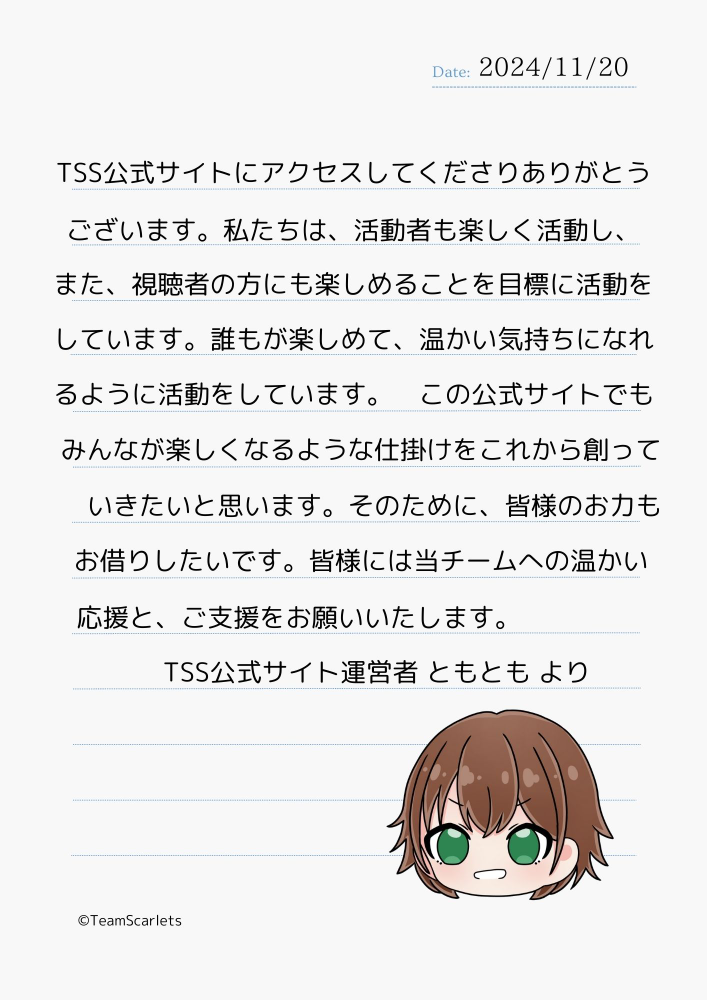 Date: 2024/11/20
TSS公式サイトにアクセスしてくださりありがとう
ございます。私たちは、活動者も楽しく活動し、
また、視聴者の方にも楽しめることを目標に活動を
しています。誰もが楽しめて、温かい気持ちになれ
るように活動をしています。　この公式サイトでも
みんなが楽しくなるような仕掛けをこれから創って
いきたいと思います。そのために、皆様のお力も
お借りしたいです。皆様には当チームへの温かい
応援と、ご支援をお願いいたします。
TSS公式サイト運営者 ともとも より
©TeamScarlets